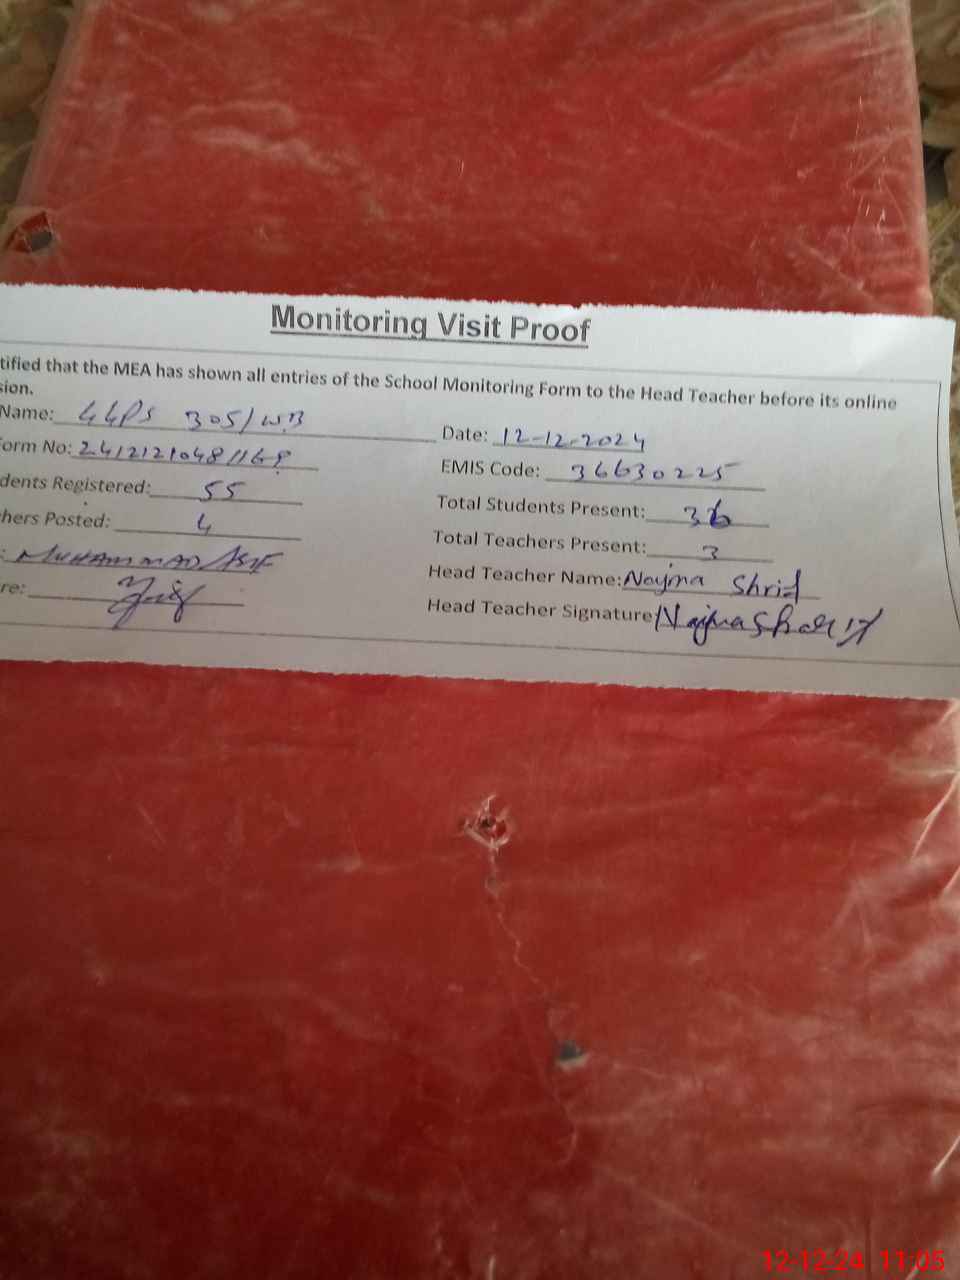 Monitoring Visit Proof
tified that the MEA has shown all entries of the School Monitoring Form to the Head Teacher before its online
sion.
Name: GGPS 305/WB Date: 12-12-2024
orm No: EMIS Code: 36630225
dents Registered: 55 Total Students Present: 36
hers Posted: 4 Total Teachers Present: 3
: MUHAMMAD ASIF Head Teacher Name: Najma Shrif
re: Head Teacher Signature: Najma
12-12-24 11:05